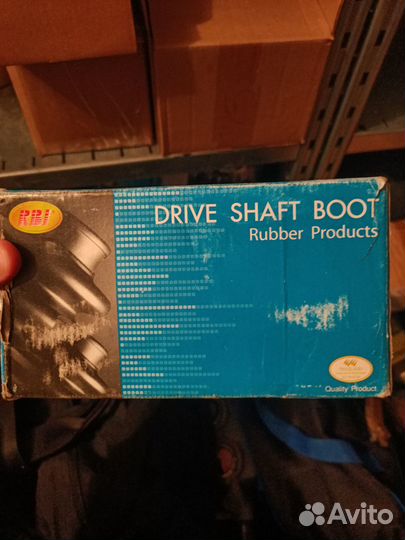 RBI
DRIVE SHAFT BOOT
Rubber Products
Quality Product
Avito